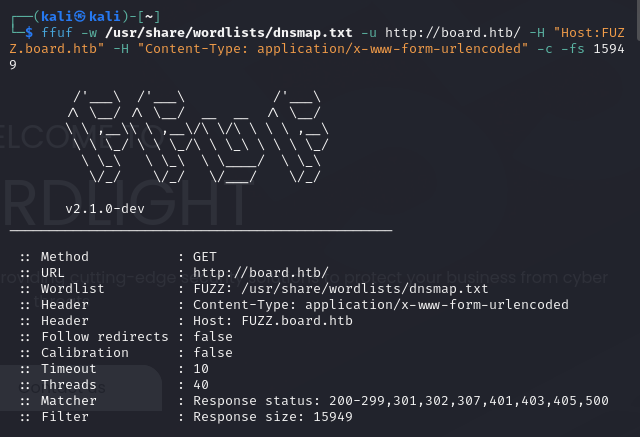 ┌──(kali㉿kali)-[~]
└─$ ffuf -w /usr/share/wordlists/dnsmap.txt -u http://board.htb/ -H "Host:FUZ
Z.board.htb" -H "Content-Type: application/x-www-form-urlencoded" -c -fs 1594
9
v2.1.0-dev
:: Method : GET
:: URL : http://board.htb/
:: Wordlist : FUZZ: /usr/share/wordlists/dnsmap.txt
:: Header : Content-Type: application/x-www-form-urlencoded
:: Header : Host: FUZZ.board.htb
:: Follow redirects : false
:: Calibration : false
:: Timeout : 10
:: Threads : 40
:: Matcher : Response status: 200-299,301,302,307,401,403,405,500
:: Filter : Response size: 15949